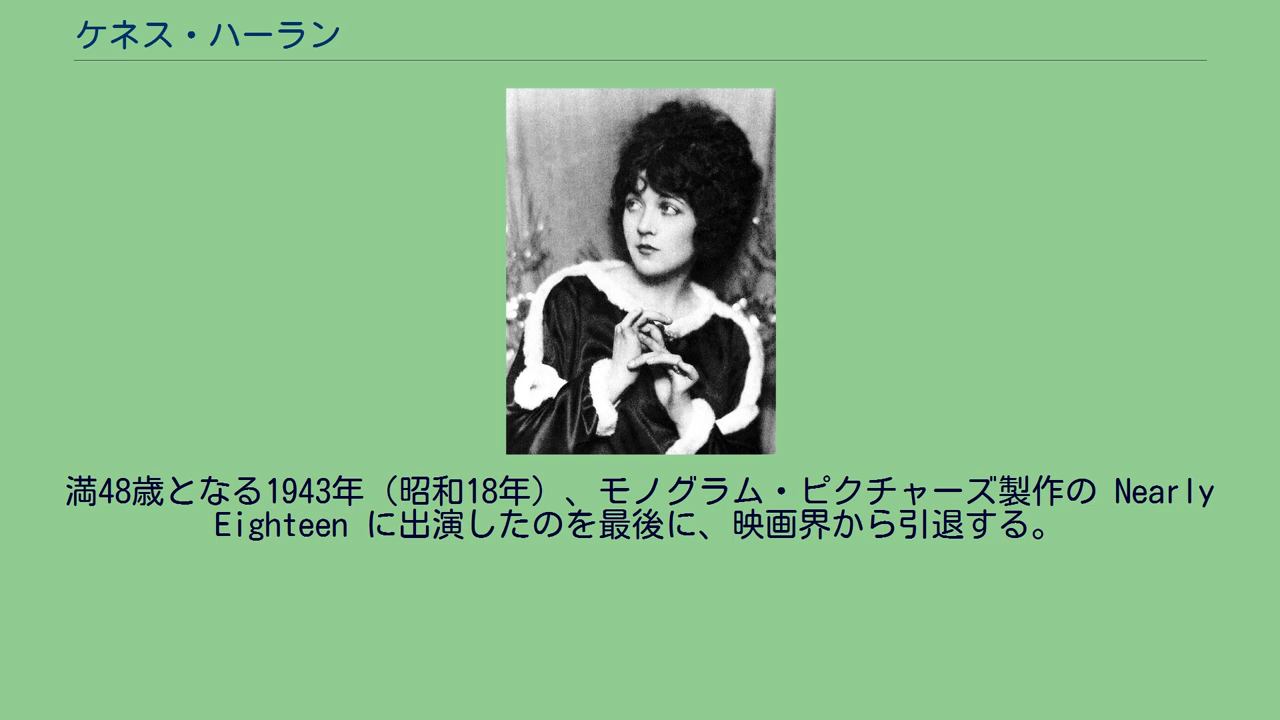 ケネス・ハーラン
満48歳となる1943年（昭和18年）、モノグラム・ピクチャーズ製作の Nearly
Eighteen に出演したのを最後に、映画界から引退する。